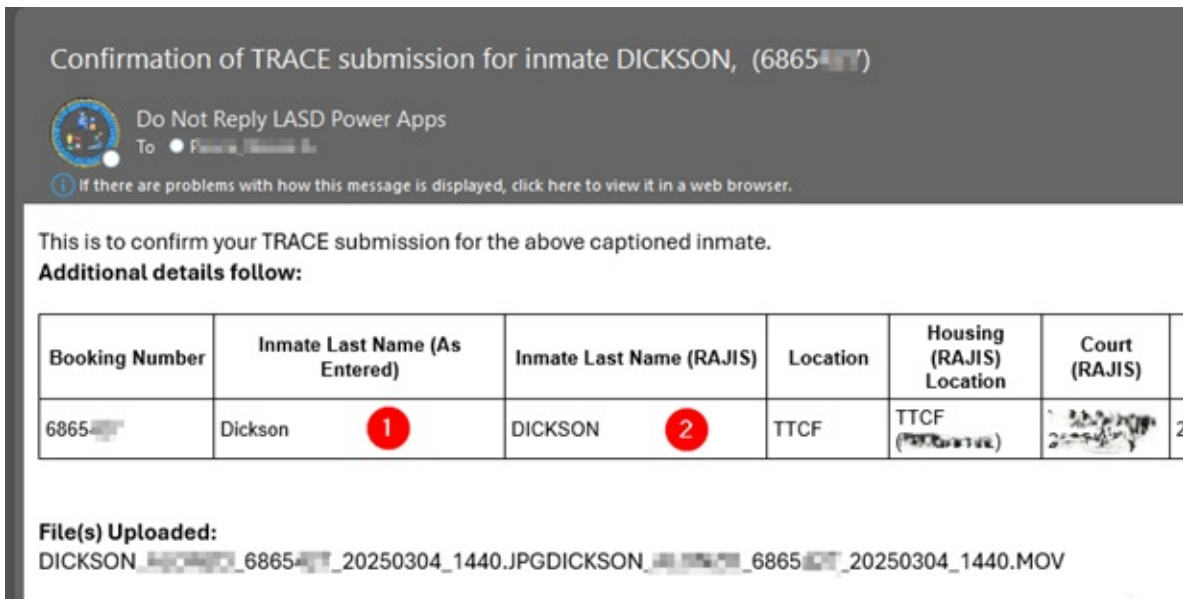 Confirmation of TRACE submission for inmate DICKSON, (6865 )
Do Not Reply LASD Power Apps
To
If there are problems with how this message is displayed, click here to view it in a web browser.
This is to confirm your TRACE submission for the above captioned inmate.
Additional details follow:
Booking Number
Inmate Last Name (As Entered)
Inmate Last Name (RAJIS)
Location
Housing (RAJIS) Location
Court (RAJIS)
6865
Dickson 1
DICKSON 2
TTCF
TTCF
2
File(s) Uploaded:
DICKSON_ _6865 _20250304_1440.JPGDICKSON_ _6865 _20250304_1440.MOV